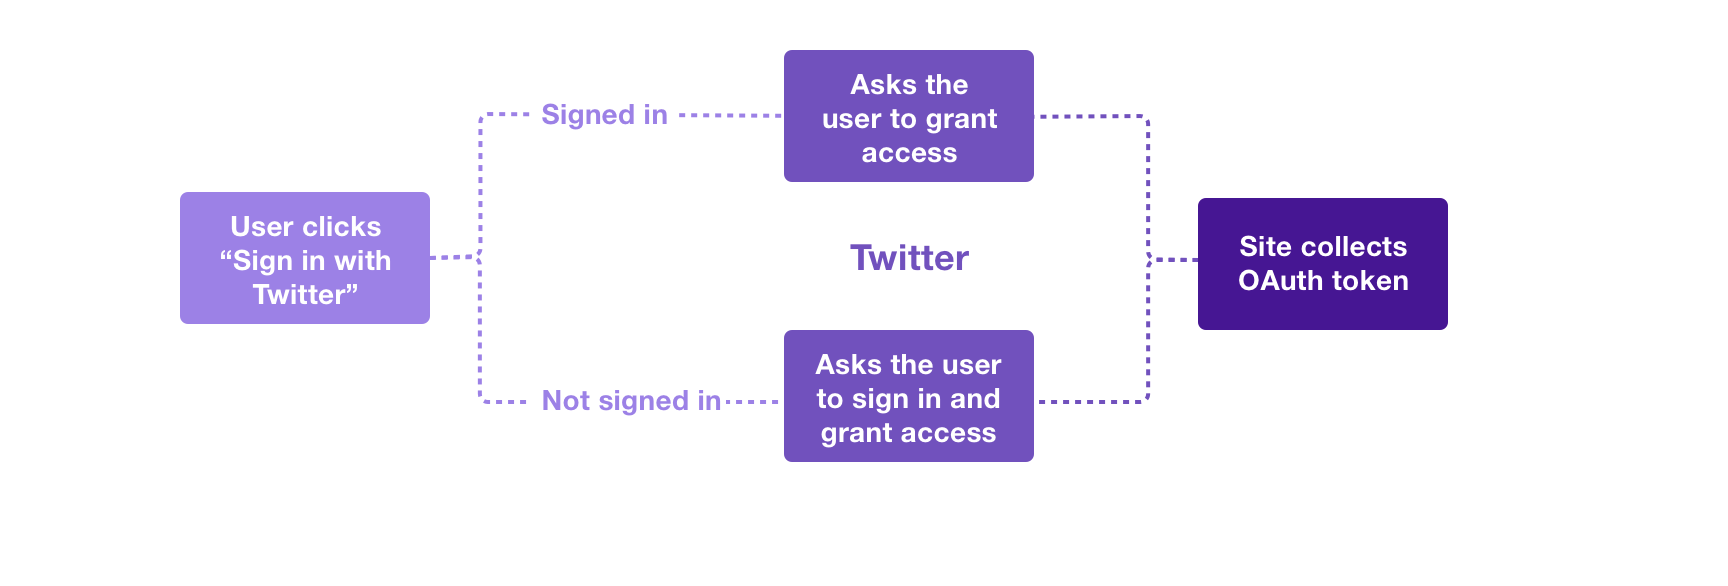 User clicks
“Sign in with
Twitter”
Signed in
Not signed in
Asks the
user to grant
access
Twitter
Asks the user
to sign in and
grant access
Site collects
OAuth token